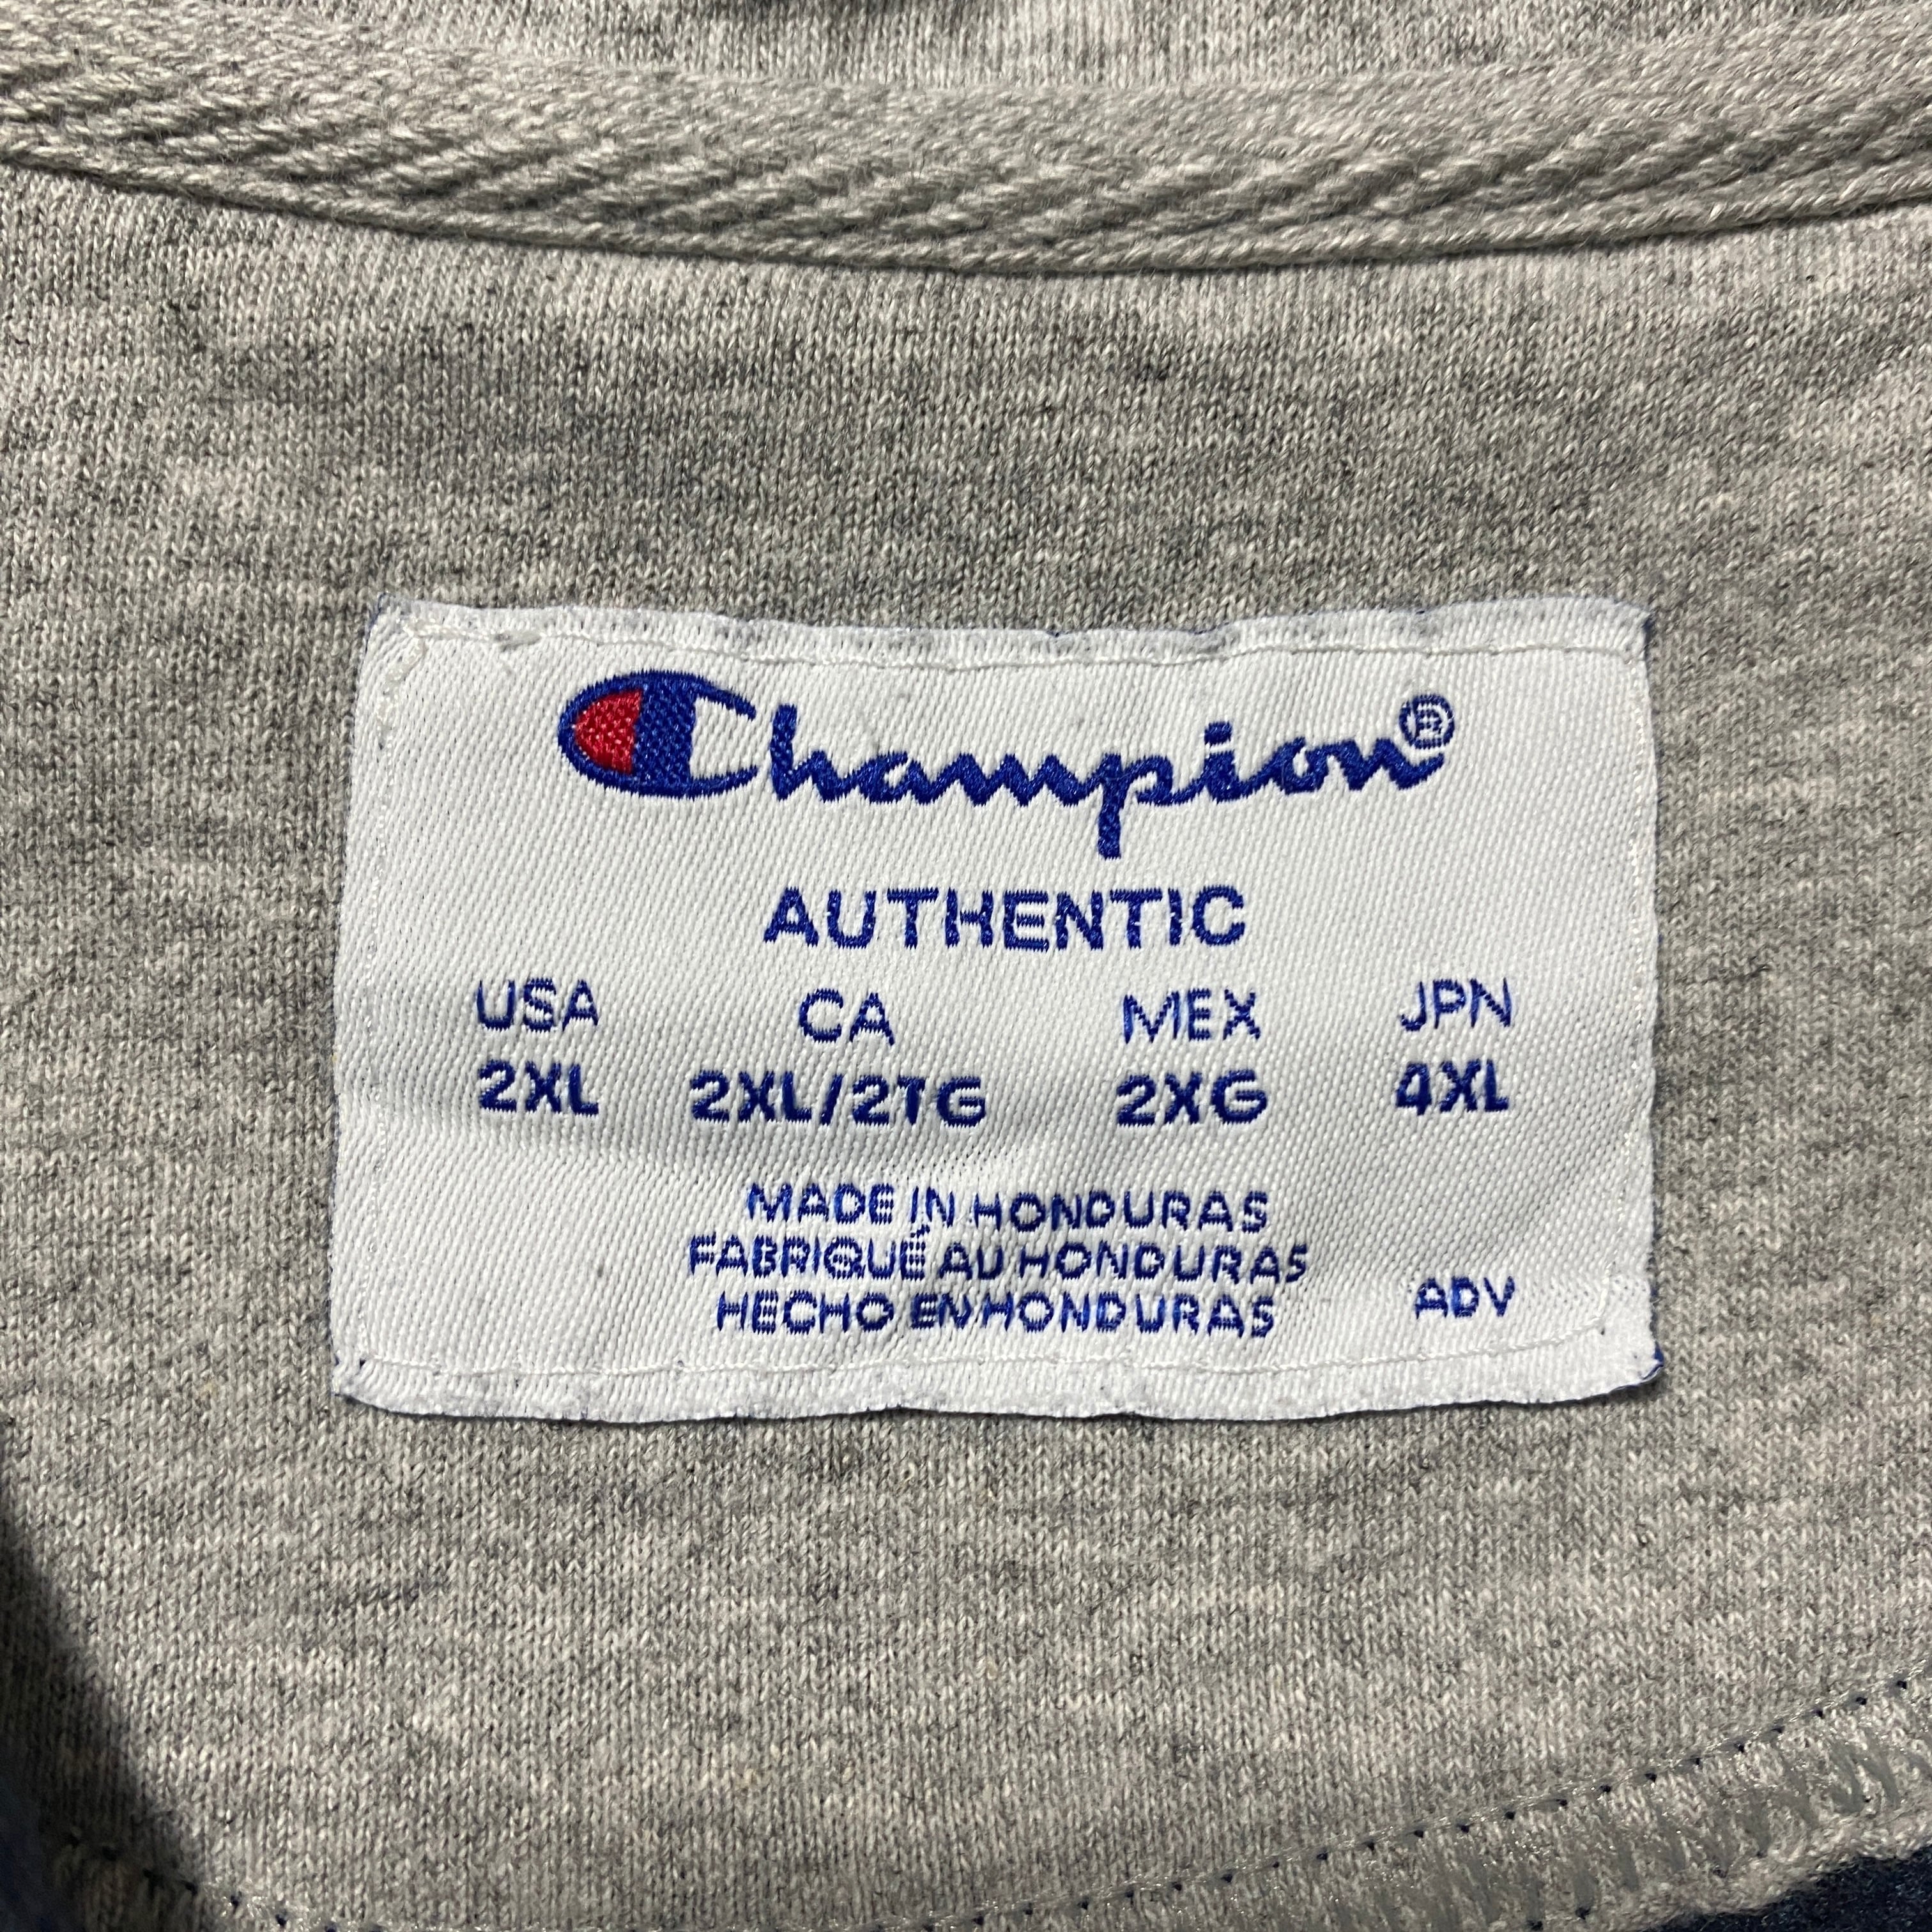 Champion®
AUTHENTIC
USA CA MEX JPN
2XL 2XL/2TG 2XG 4XL
MADE IN HONDURAS
FABRIQUÉ AU HONDURAS
HECHO EN HONDURAS ADV